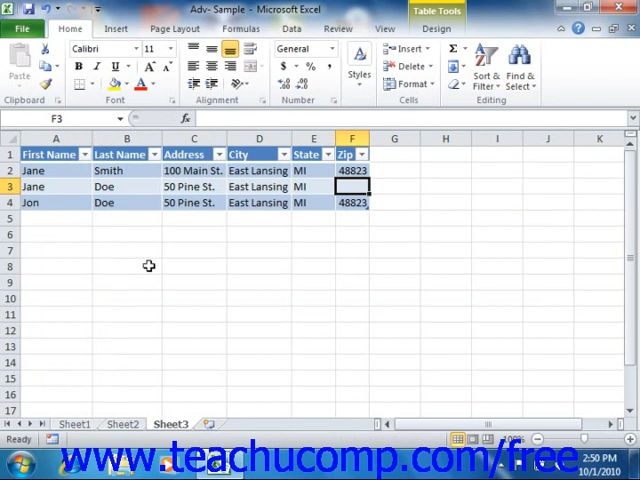 Adv- Sample - Microsoft Excel
Table Tools
File Home Insert Page Layout Formulas Data Review View Design
Paste
Calibri 11
B I U
General
$ % ,
Styles
Insert
Delete
Format
Σ
Sort & Filter
Find & Select
Clipboard Font Alignment Number Cells Editing
F3 fx
A B C D E F G H I J K
1 First Name Last Name Address City State Zip
2 Jane Smith 100 Main St. East Lansing MI 48823
3 Jane Doe 50 Pine St. East Lansing MI
4 Jon Doe 50 Pine St. East Lansing MI 48823
5
6
7
8
9
10
11
12
13
14
15
16
17
Sheet1 Sheet2 Sheet3
Ready 100%
www.teachucomp.com/free
2:50 PM
10/1/2010